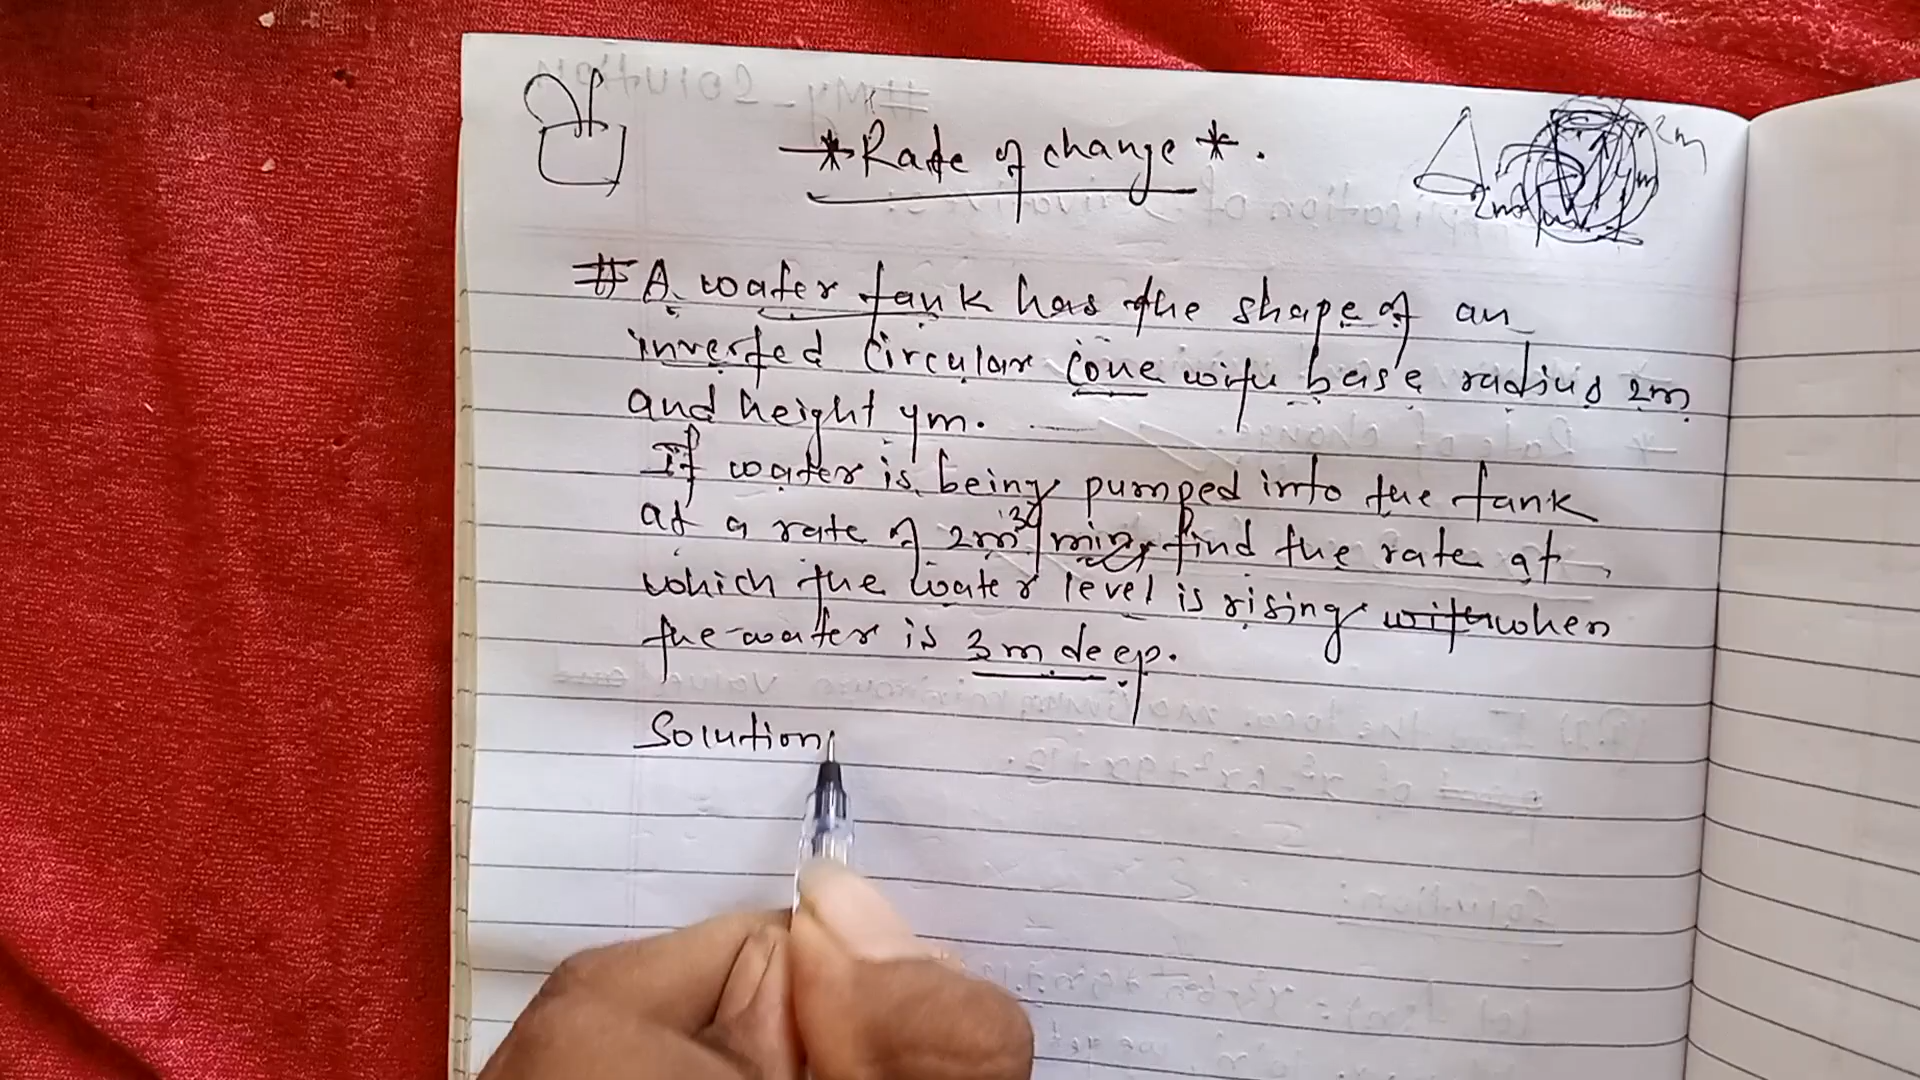 * Rate of change *.
2m
2m
# A water tank has the shape of an
inverted circular cone with base radius 2m
and height 4m.
If water is being pumped into the tank
at a rate of 2m³/min, find the rate at
which the water level is rising when
the water is 3m deep.
Solution